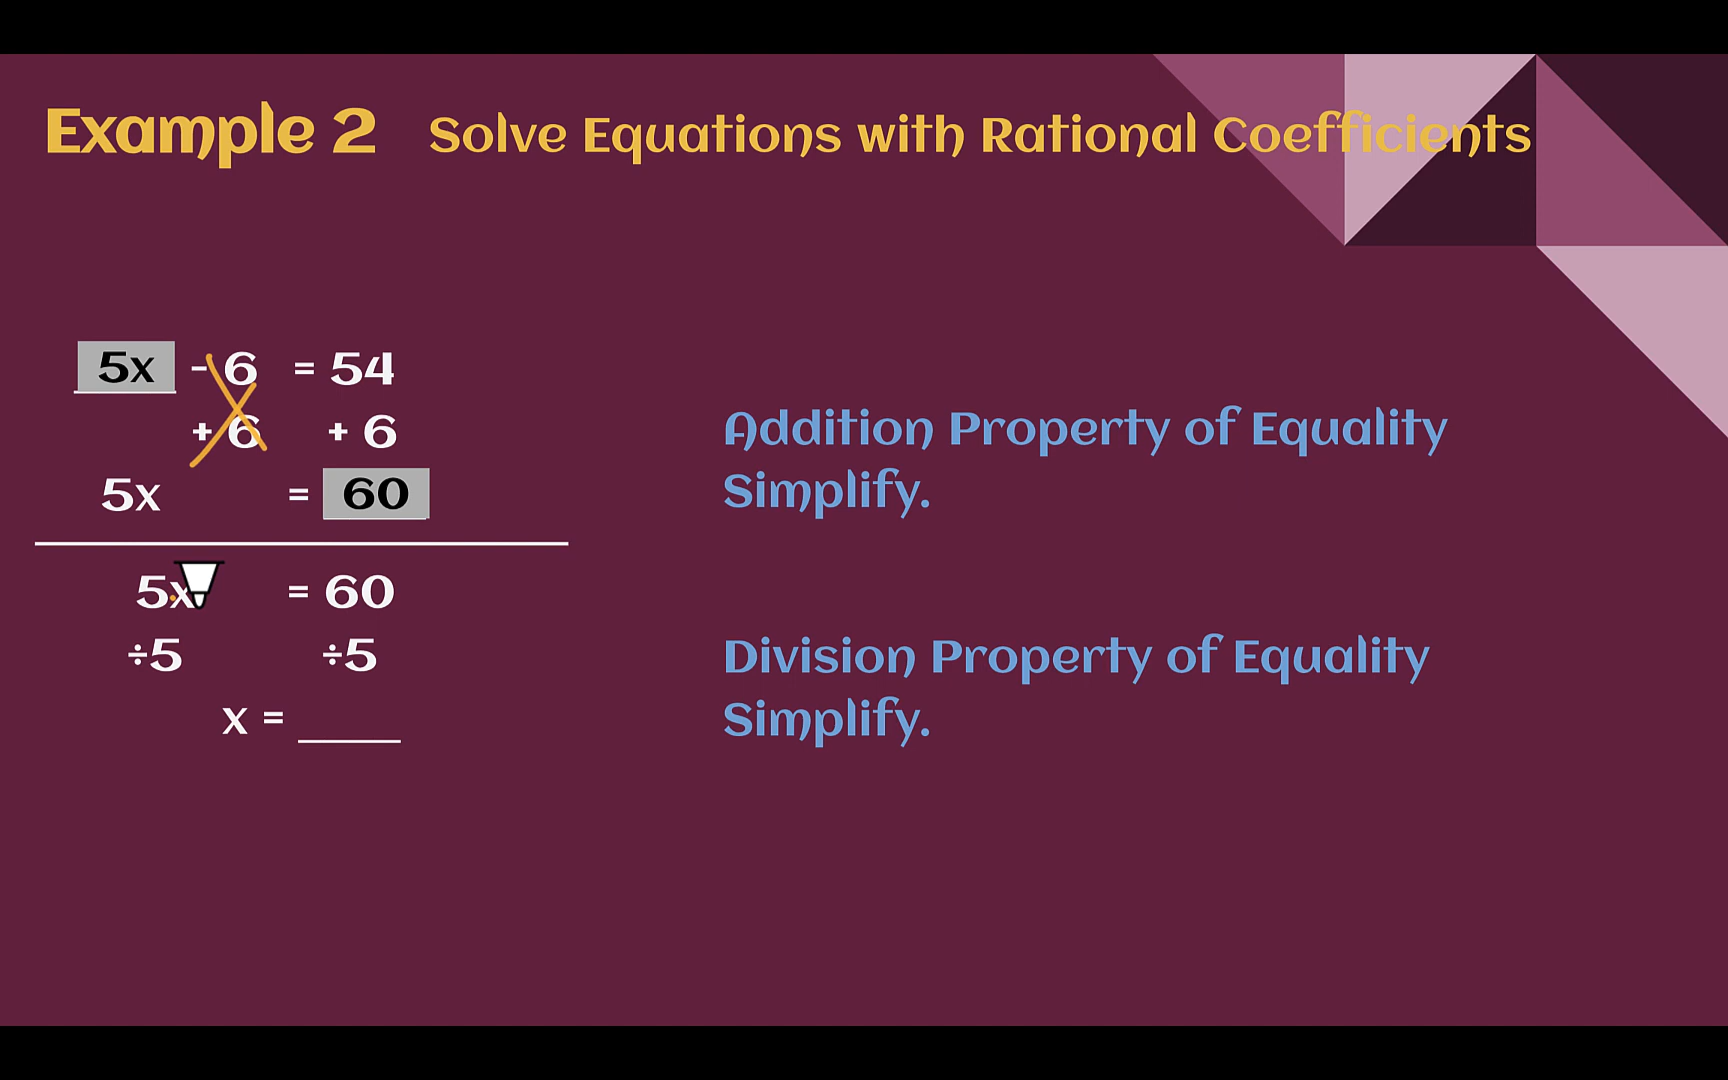 Example 2 Solve Equations with Rational Coefficients
5x - 6 = 54
+ 6 + 6
Addition Property of Equality
5x = 60
Simplify.
5x = 60
÷5 ÷5
Division Property of Equality
x = ____
Simplify.